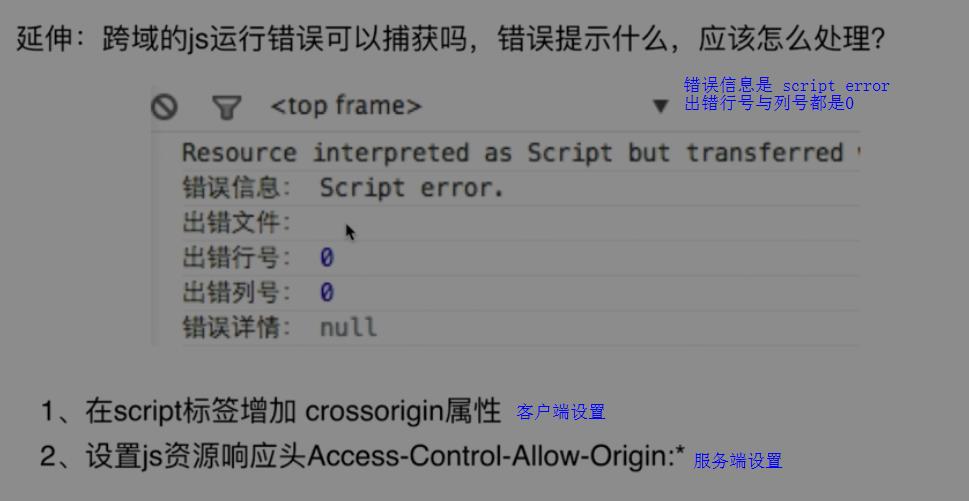 延伸：跨域的js运行错误可以捕获吗，错误提示什么，应该怎么处理？
错误信息是 script error
出错行号与列号都是0
<top frame>
Resource interpreted as Script but transferred
错误信息： Script error.
出错文件：
出错行号： 0
出错列号： 0
错误详情： null
1、在script标签增加 crossorigin属性 客户端设置
2、设置js资源响应头Access-Control-Allow-Origin:* 服务端设置